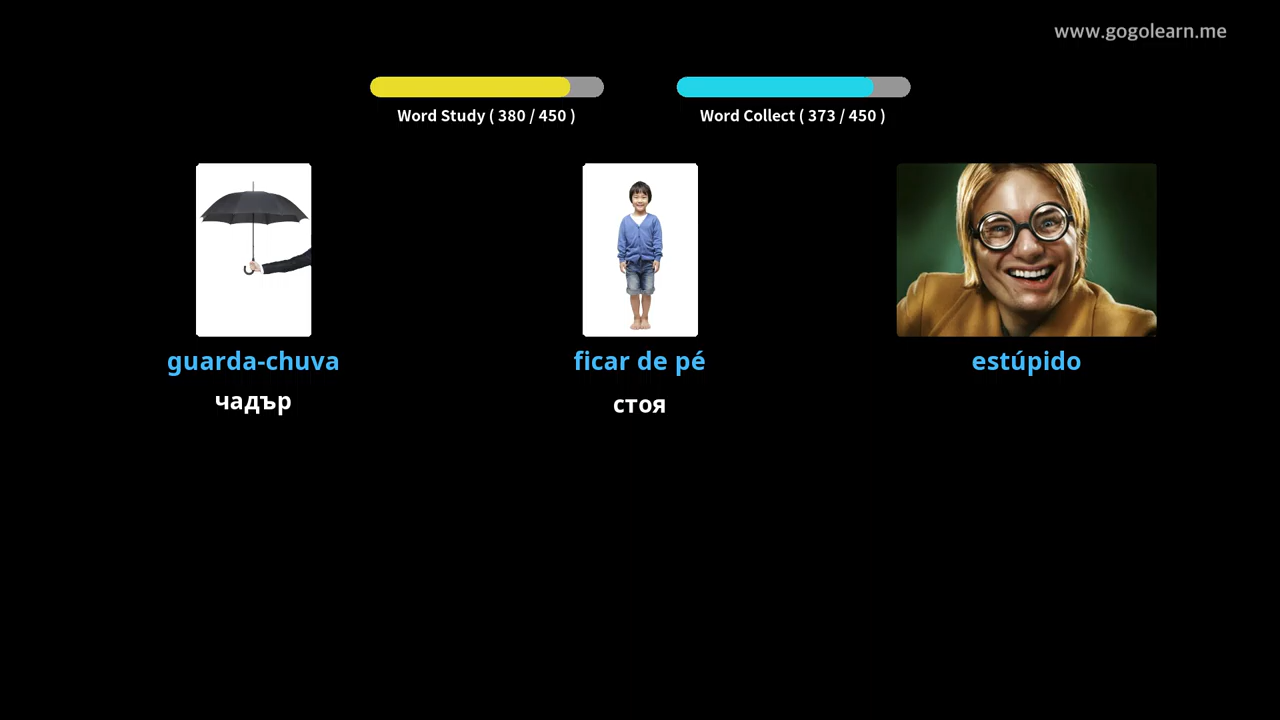 www.gogolearn.me
Word Study ( 380 / 450 )
Word Collect ( 373 / 450 )
guarda-chuva
ficar de pé
estúpido
чадър
стоя